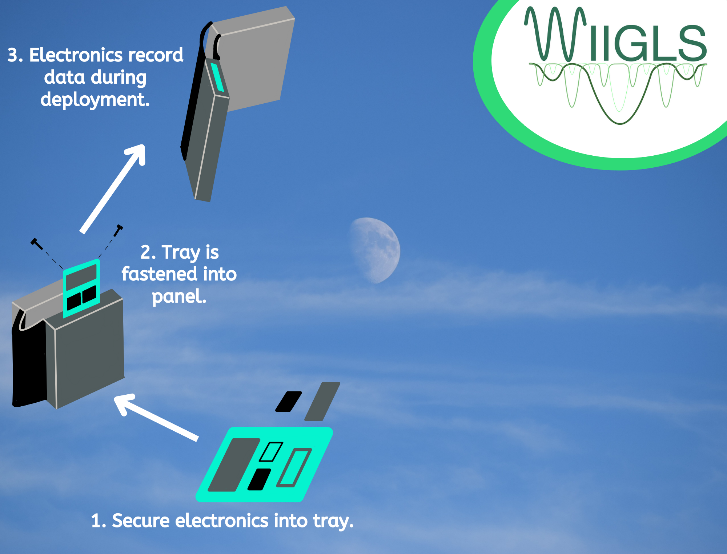 3. Electronics record
data during
deployment.
WIIGLS
2. Tray is
fastened into
panel.
1. Secure electronics into tray.